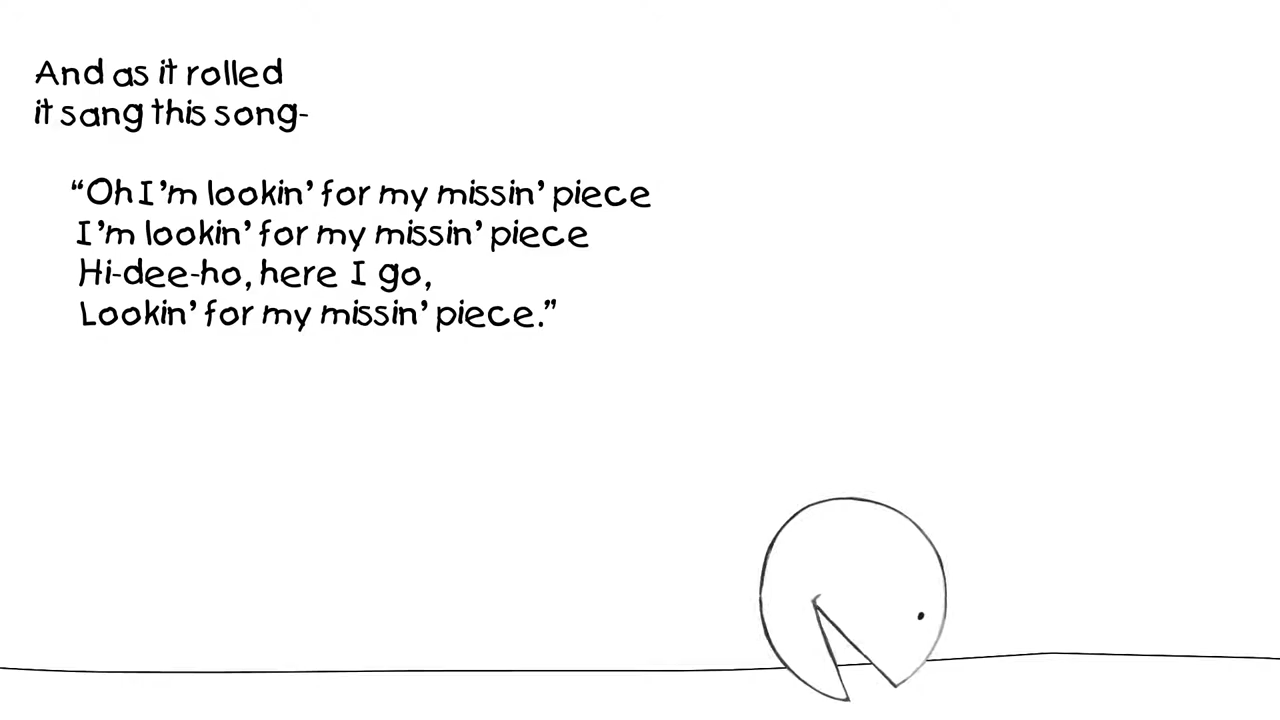 And as it rolled
it sang this song-
“Oh I’m lookin’ for my missin’ piece
I’m lookin’ for my missin’ piece
Hi-dee-ho, here I go,
Lookin’ for my missin’ piece.”